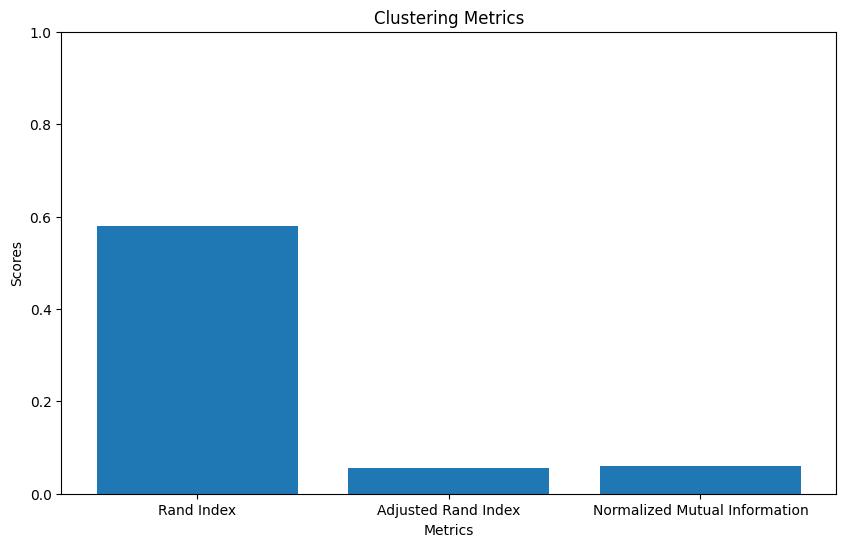 Clustering Metrics
1.0
0.8
0.6
0.4
0.2
0.0
Scores
Rand Index
Adjusted Rand Index
Normalized Mutual Information
Metrics